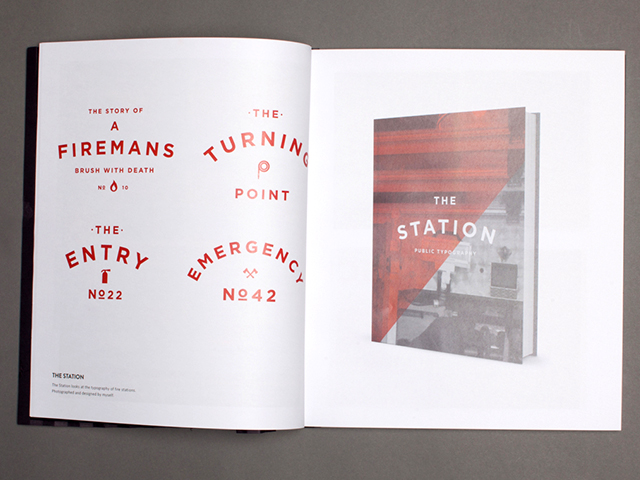 THE STORY OF
A
FIREMANS
BRUSH WITH DEATH
Nº 10
·THE·
TURNING
POINT
·THE·
ENTRY
Nº22
EMERGENCY
Nº42
THE STATION
The Station looks at the typography of fire stations.
Photographed and designed by myself.
THE
STATION
PUBLIC TYPOGRAPHY